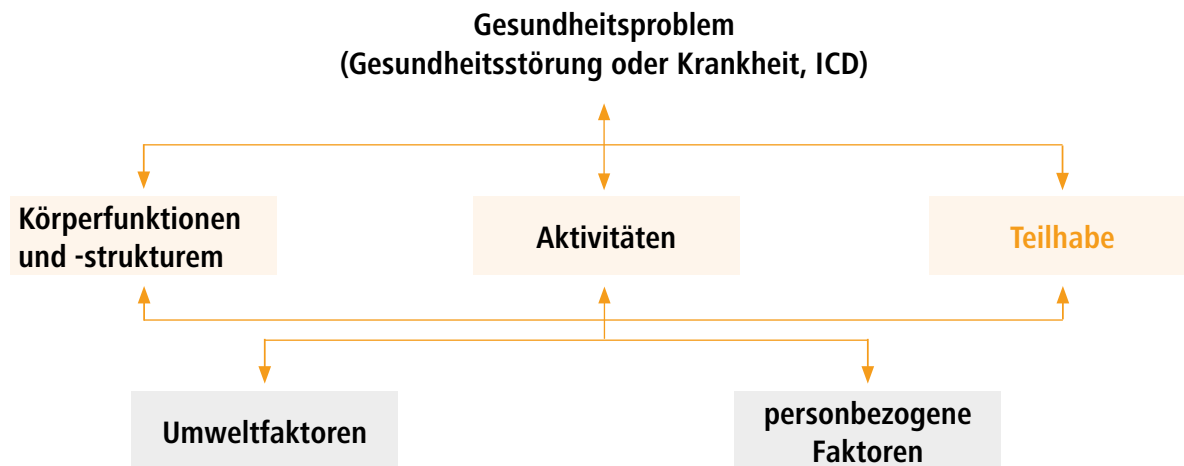 Gesundheitsproblem
(Gesundheitsstörung oder Krankheit, ICD)
Körperfunktionen
und -strukturem
Aktivitäten
Teilhabe
Umweltfaktoren
personbezogene
Faktoren